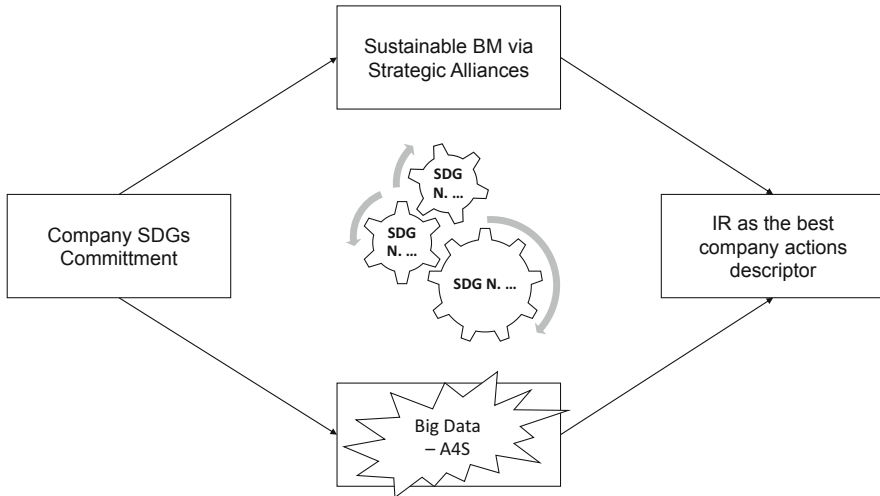 Sustainable BM via
Strategic Alliances
SDG
N. ...
SDG
N. ...
SDG N. ...
Company SDGs
Committment
IR as the best
company actions
descriptor
Big Data
– A4S